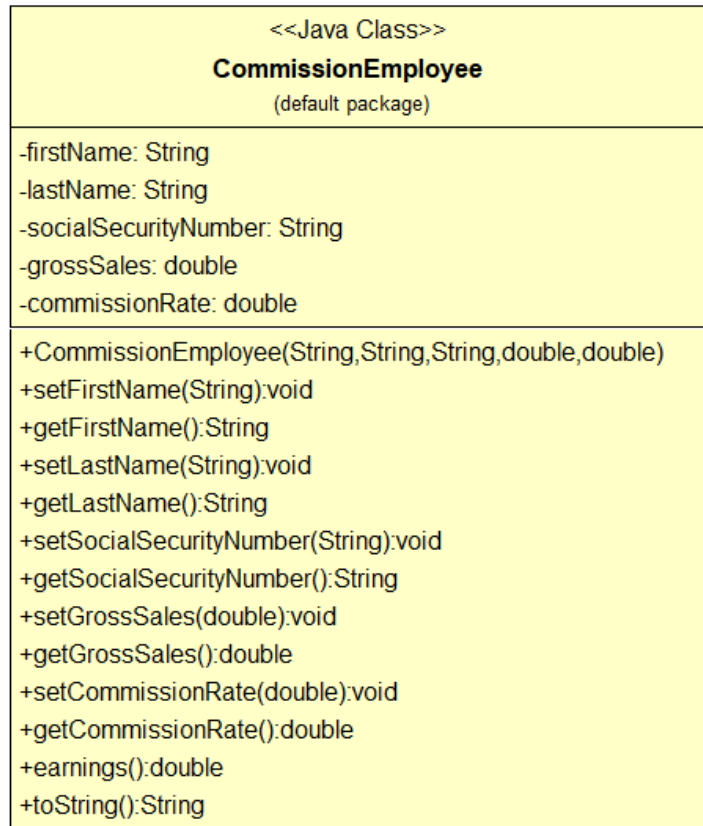 <<Java Class>>
CommissionEmployee
(default package)
-firstName: String
-lastName: String
-socialSecurityNumber: String
-grossSales: double
-commissionRate: double
+CommissionEmployee(String,String,String,double,double)
+setFirstName(String):void
+getFirstName():String
+setLastName(String):void
+getLastName():String
+setSocialSecurityNumber(String):void
+getSocialSecurityNumber():String
+setGrossSales(double):void
+getGrossSales():double
+setCommissionRate(double):void
+getCommissionRate():double
+earnings():double
+toString():String